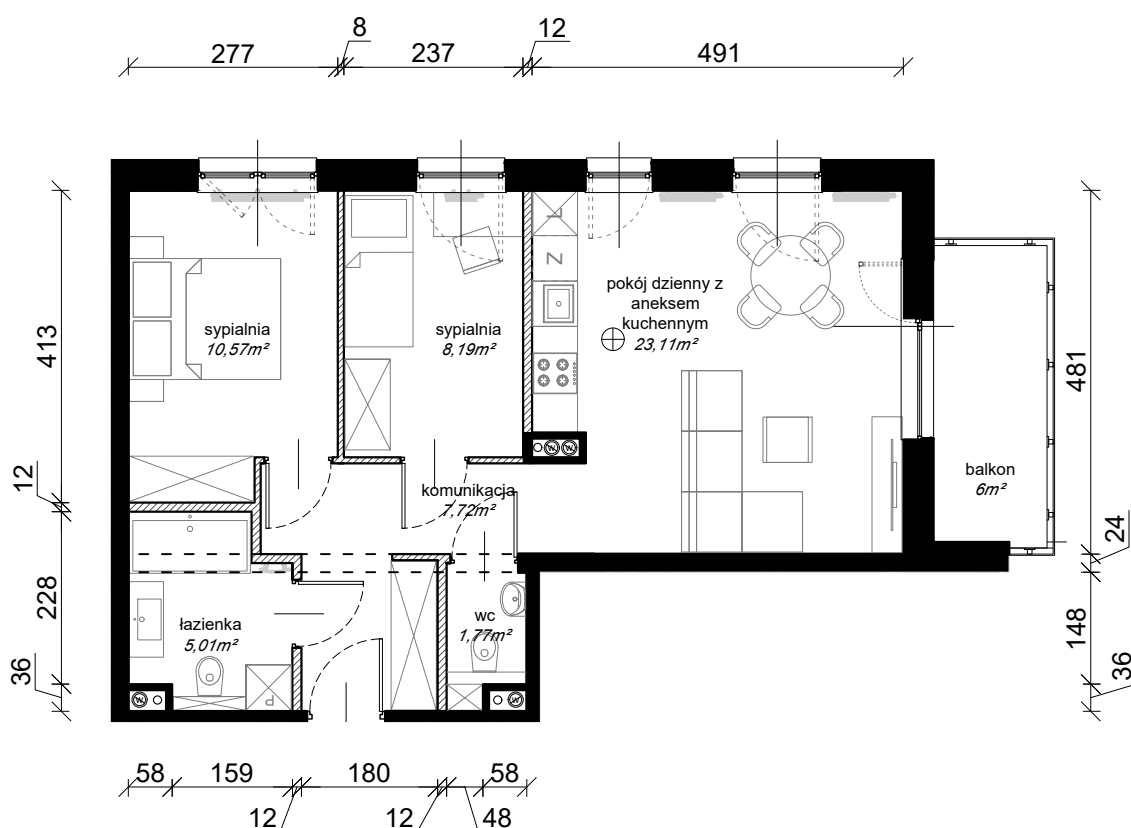 8
12
277
237
491
sypialnia
10,57m²
sypialnia
8,19m²
pokój dzienny z
aneksem
kuchennym
23,11m²
Z
413
481
balkon
6m²
komunikacja
7,72m²
12
24
228
łazienka
5,01m²
wc
1,77m²
148
36
36
P
58
159
180
58
12
12
48